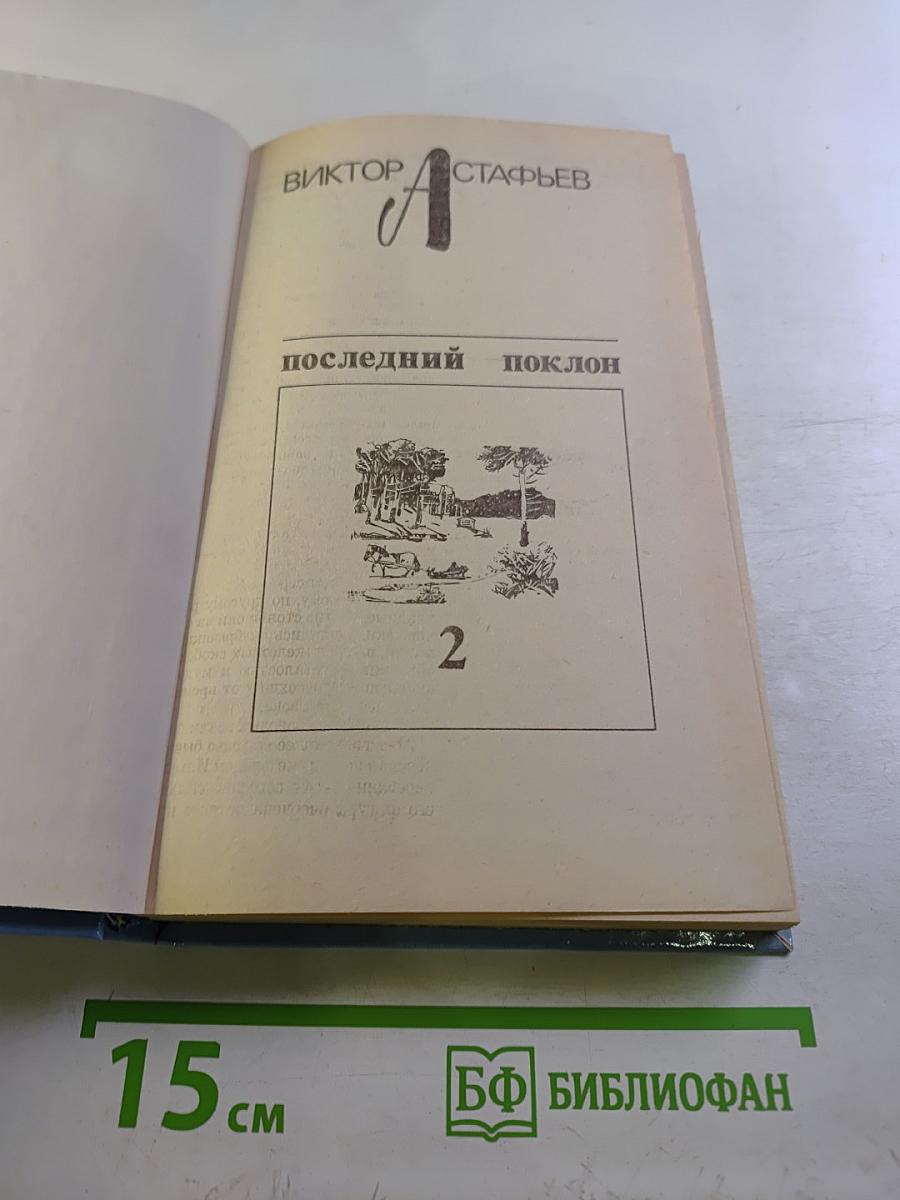 ВИКТОР АСТАФЬЕВ
последний поклон
2
15 см
БФ БИБЛИОФАН